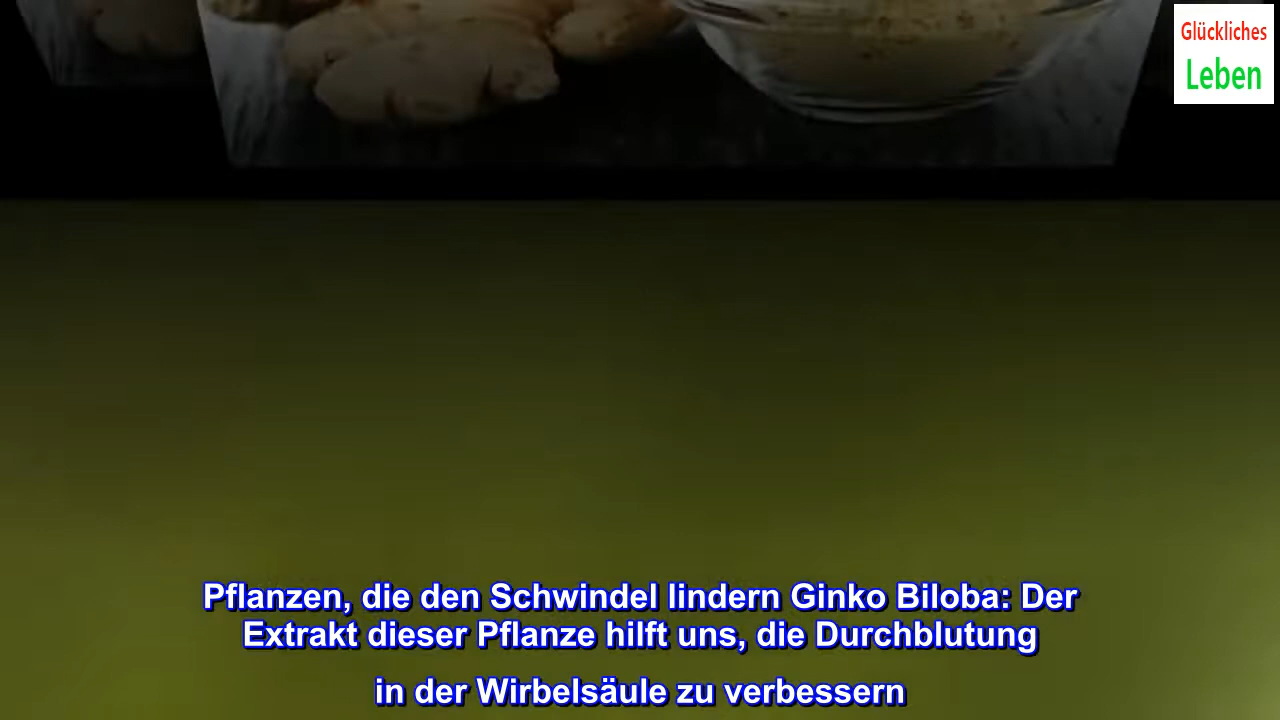 Glückliches
Leben
Pflanzen, die den Schwindel lindern Ginko Biloba: Der
Extrakt dieser Pflanze hilft uns, die Durchblutung
in der Wirbelsäule zu verbessern